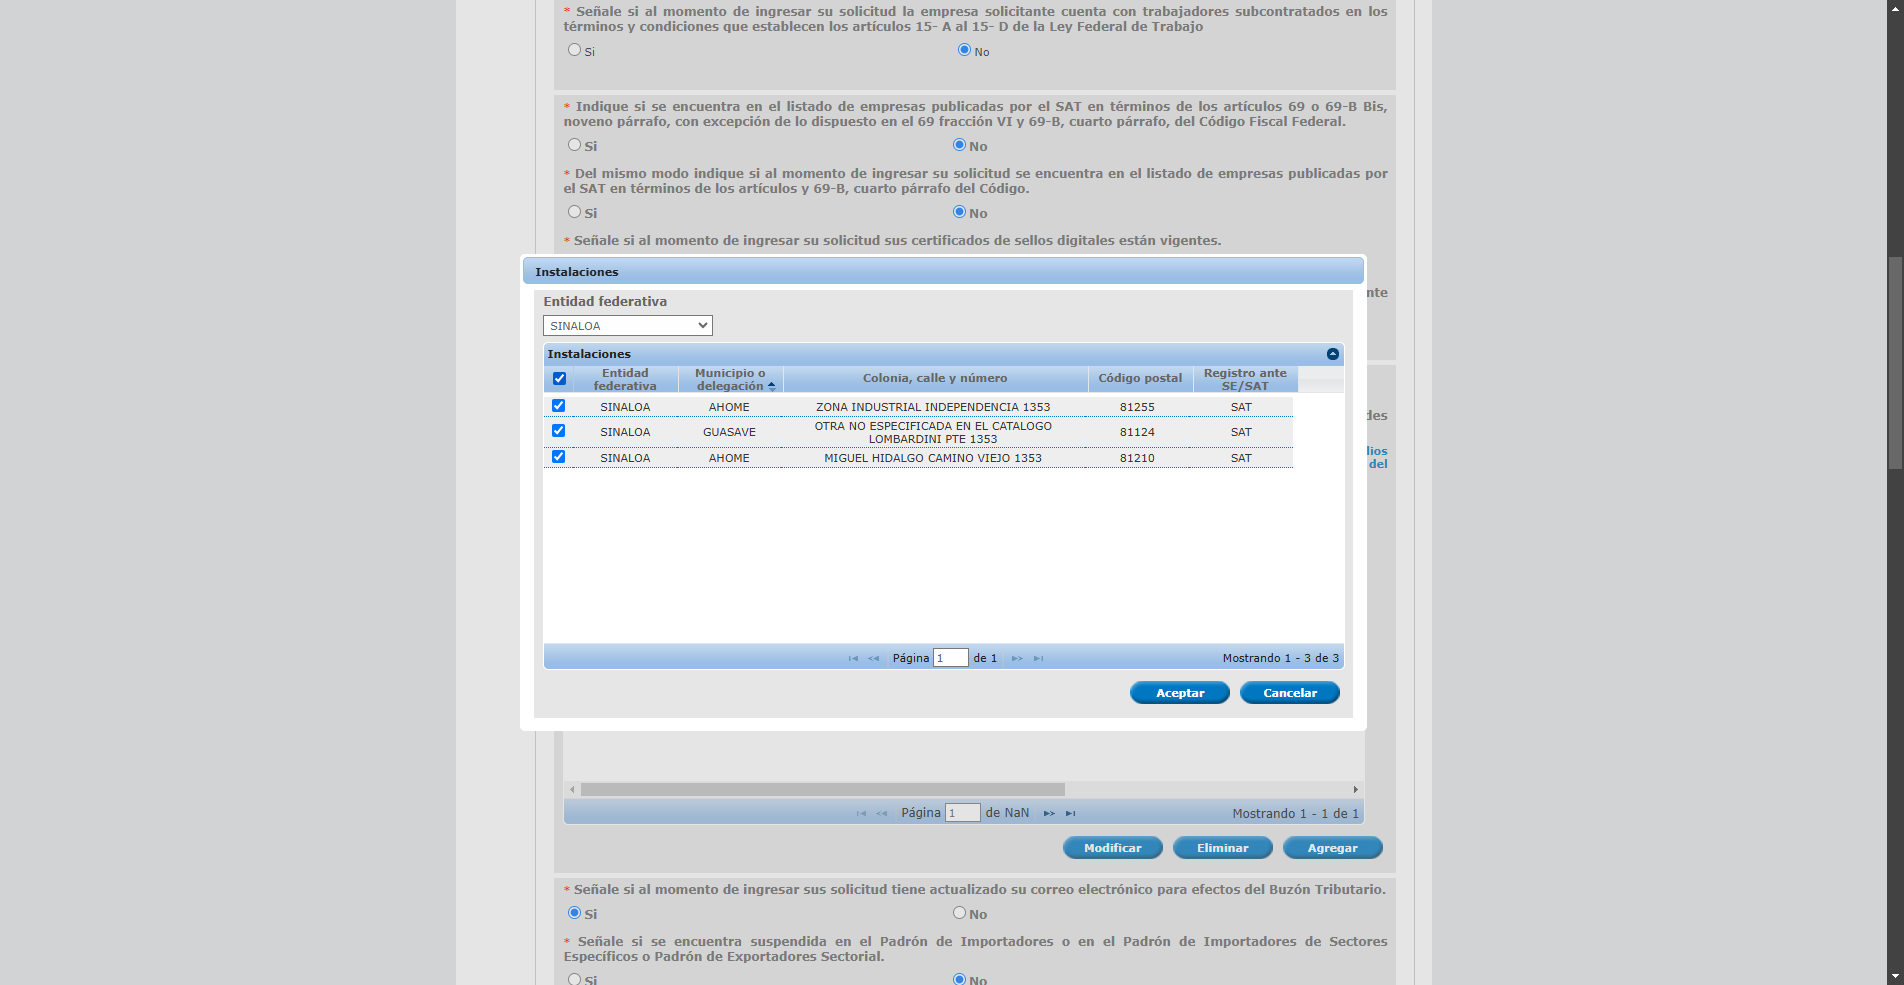 * Señale si al momento de ingresar su solicitud la empresa solicitante cuenta con trabajadores subcontratados en los
términos y condiciones que establecen los artículos 15- A al 15- D de la Ley Federal de Trabajo
Si No
* Indique si se encuentra en el listado de empresas publicadas por el SAT en términos de los artículos 69 o 69-B Bis,
noveno párrafo, con excepción de lo dispuesto en el 69 fracción VI y 69-B, cuarto párrafo, del Código Fiscal Federal.
Si No
* Del mismo modo indique si al momento de ingresar su solicitud se encuentra en el listado de empresas publicadas por
el SAT en términos de los artículos y 69-B, cuarto párrafo del Código.
Si No
* Señale si al momento de ingresar su solicitud sus certificados de sellos digitales están vigentes.
Instalaciones
nte
Entidad federativa
SINALOA
Instalaciones
Entidad federativa Municipio o delegación Colonia, calle y número Código postal Registro ante SE/SAT
SINALOA AHOME ZONA INDUSTRIAL INDEPENDENCIA 1353 81255 SAT
des
SINALOA GUASAVE OTRA NO ESPECIFICADA EN EL CATALOGO LOMBARDINI PTE 1353 81124 SAT
lios
SINALOA AHOME MIGUEL HIDALGO CAMINO VIEJO 1353 81210 SAT
del
Página 1 de 1 Mostrando 1 - 3 de 3
Aceptar Cancelar
Página 1 de NaN Mostrando 1 - 1 de 1
Modificar Eliminar Agregar
* Señale si al momento de ingresar sus solicitud tiene actualizado su correo electrónico para efectos del Buzón Tributario.
Si No
* Señale si se encuentra suspendida en el Padrón de Importadores o en el Padrón de Importadores de Sectores
Específicos o Padrón de Exportadores Sectorial.
Si No